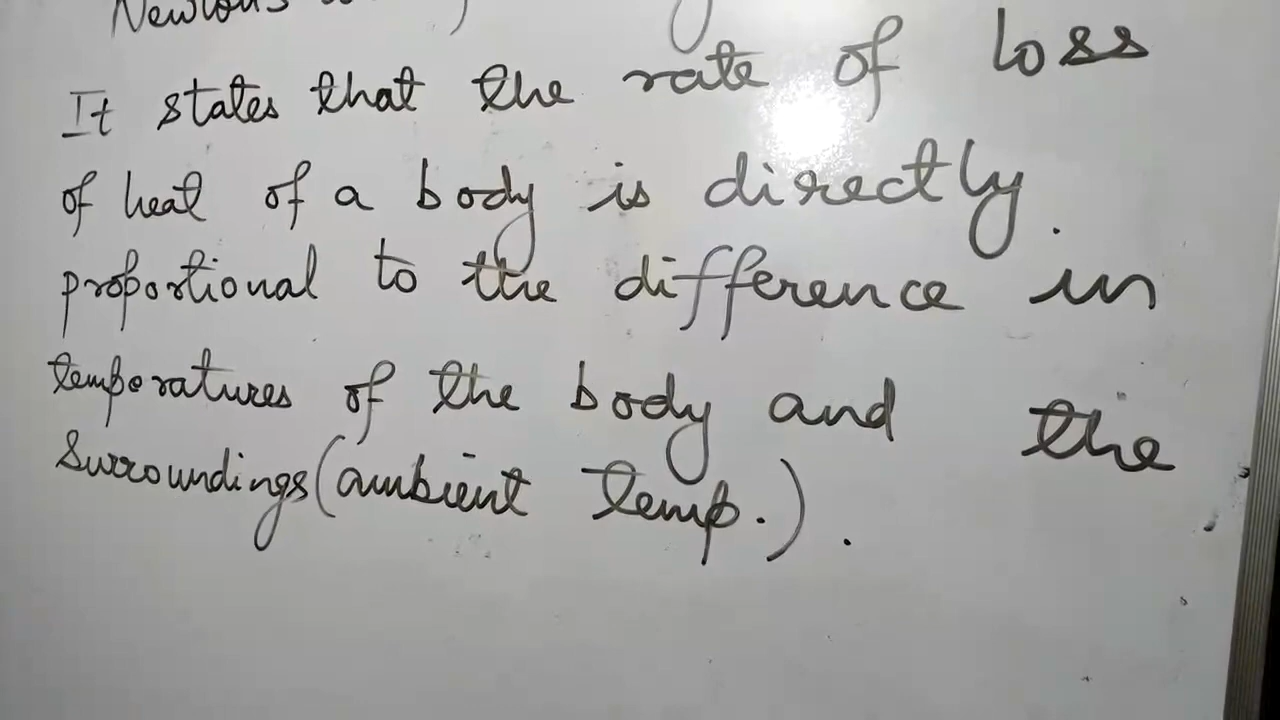 Newtons
It states that the rate of loss
of heat of a body is directly
proportional to the difference in
temperatures of the body and the
surroundings (ambient temp.).